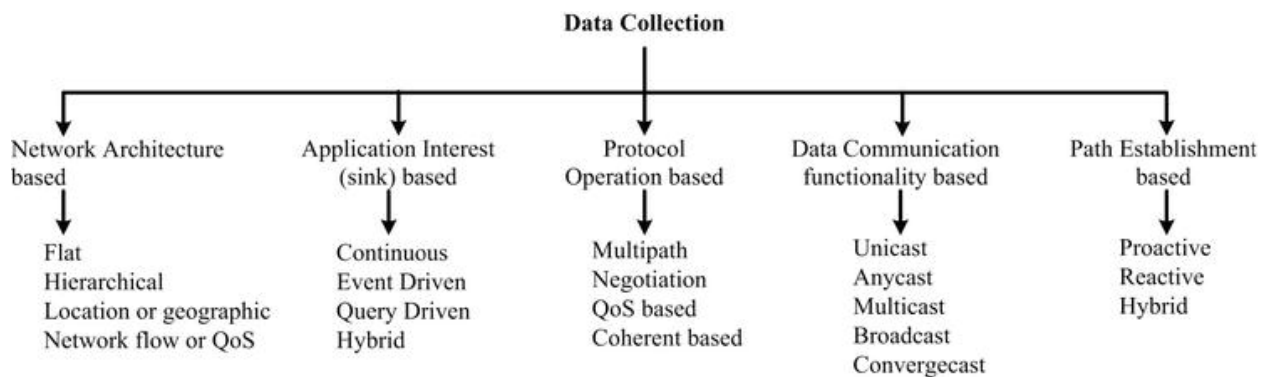 Data Collection
Network Architecture
based
Application Interest
(sink) based
Protocol
Operation based
Data Communication
functionality based
Path Establishment
based
Flat
Hierarchical
Location or geographic
Network flow or QoS
Continuous
Event Driven
Query Driven
Hybrid
Multipath
Negotiation
QoS based
Coherent based
Unicast
Anycast
Multicast
Broadcast
Convergecast
Proactive
Reactive
Hybrid